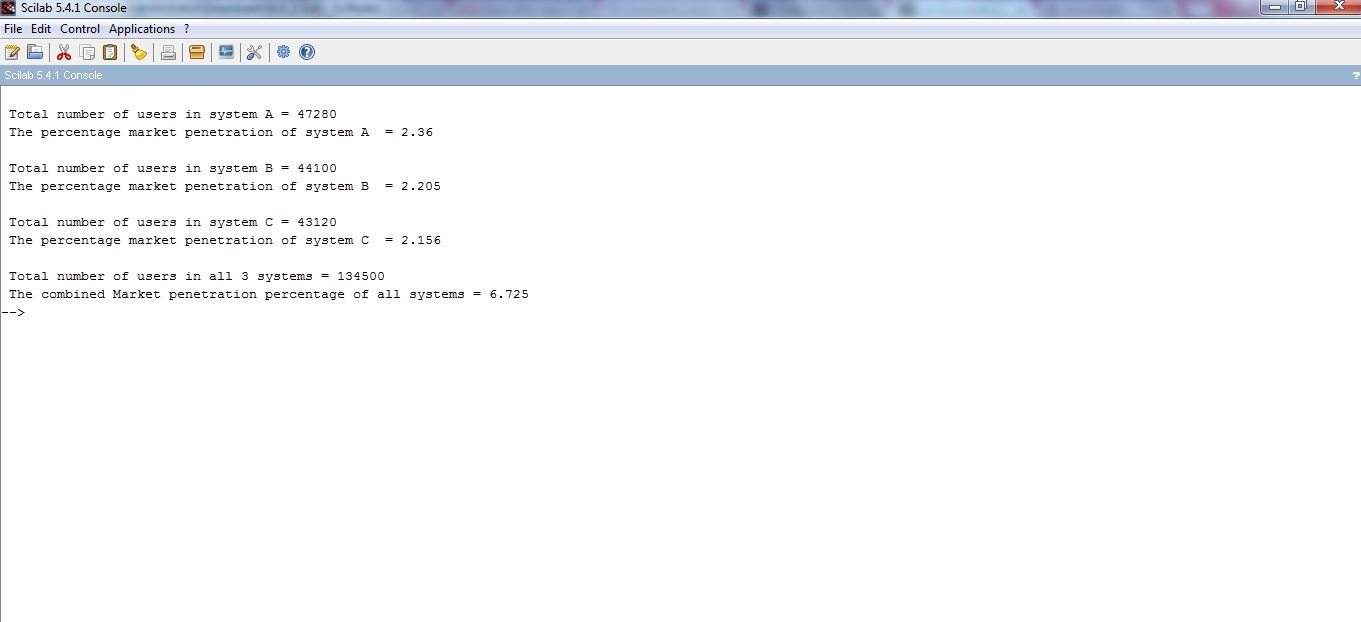 Scilab 5.4.1 Console
File Edit Control Applications ?
Scilab 5.4.1 Console ?
Total number of users in system A = 47280
The percentage market penetration of system A  = 2.36
Total number of users in system B = 44100
The percentage market penetration of system B  = 2.205
Total number of users in system C = 43120
The percentage market penetration of system C  = 2.156
Total number of users in all 3 systems = 134500
The combined Market penetration percentage of all systems = 6.725
-->